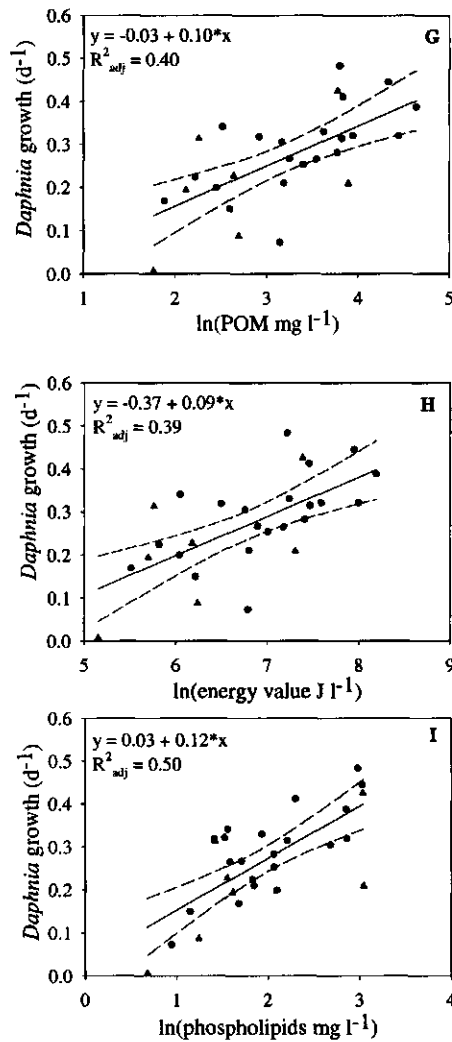 y = -0.03 + 0.10*x
G
R²adj = 0.40
0.6
0.5
0.4
0.3
0.2
0.1
0.0
Daphnia growth (d⁻¹)
1 2 3 4 5
ln(POM mg l⁻¹)
y = -0.37 + 0.09*x
H
R²adj = 0.39
0.6
0.5
0.4
0.3
0.2
0.1
0.0
Daphnia growth (d⁻¹)
5 6 7 8 9
ln(energy value J l⁻¹)
y = 0.03 + 0.12*x
I
R²adj = 0.50
0.6
0.5
0.4
0.3
0.2
0.1
0.0
Daphnia growth (d⁻¹)
0 1 2 3 4
ln(phospholipids mg l⁻¹)